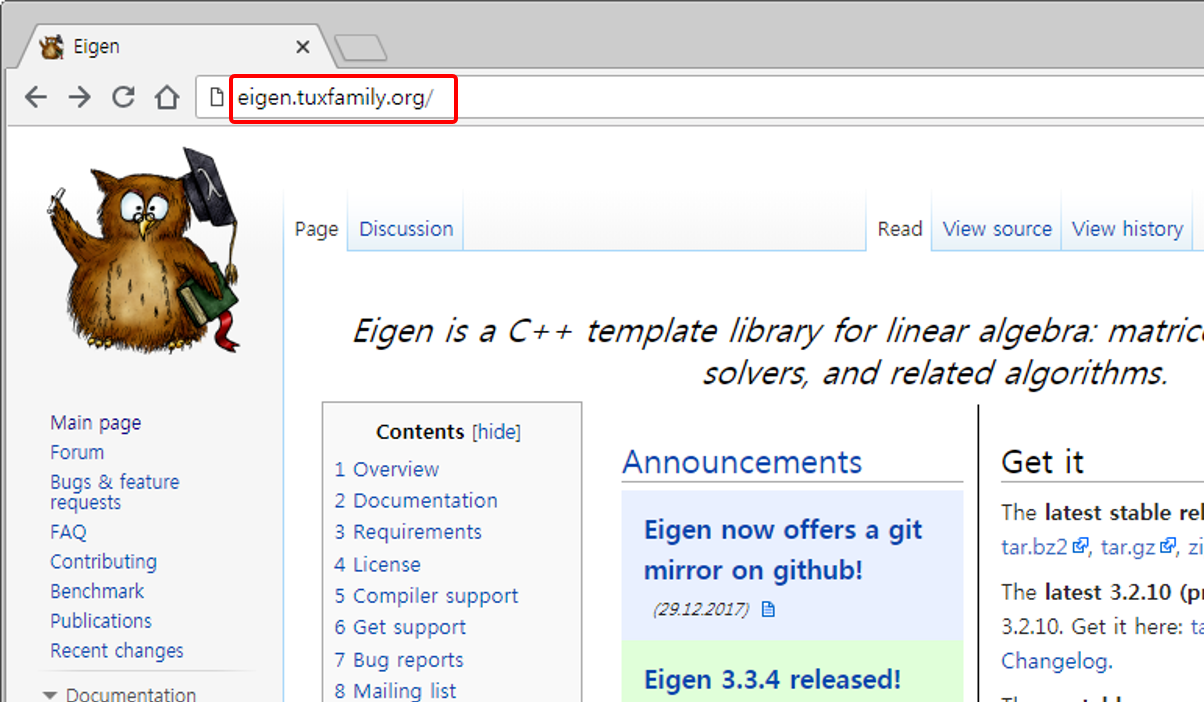 Eigen
eigen.tuxfamily.org/
Page
Discussion
Read
View source
View history
Eigen is a C++ template library for linear algebra:
solvers, and related algorithms.
Main page
Forum
Bugs & feature
requests
FAQ
Contributing
Benchmark
Publications
Recent changes
Documentation
Contents [hide]
1 Overview
2 Documentation
3 Requirements
4 License
5 Compiler support
6 Get support
7 Bug reports
8 Mailing list
Announcements
Eigen now offers a git
mirror on github!
(29.12.2017)
Eigen 3.3.4 released!
Get it
The latest stable
tar.bz2, tar.gz,
The latest 3.2.10
3.2.10. Get it here:
Changelog.